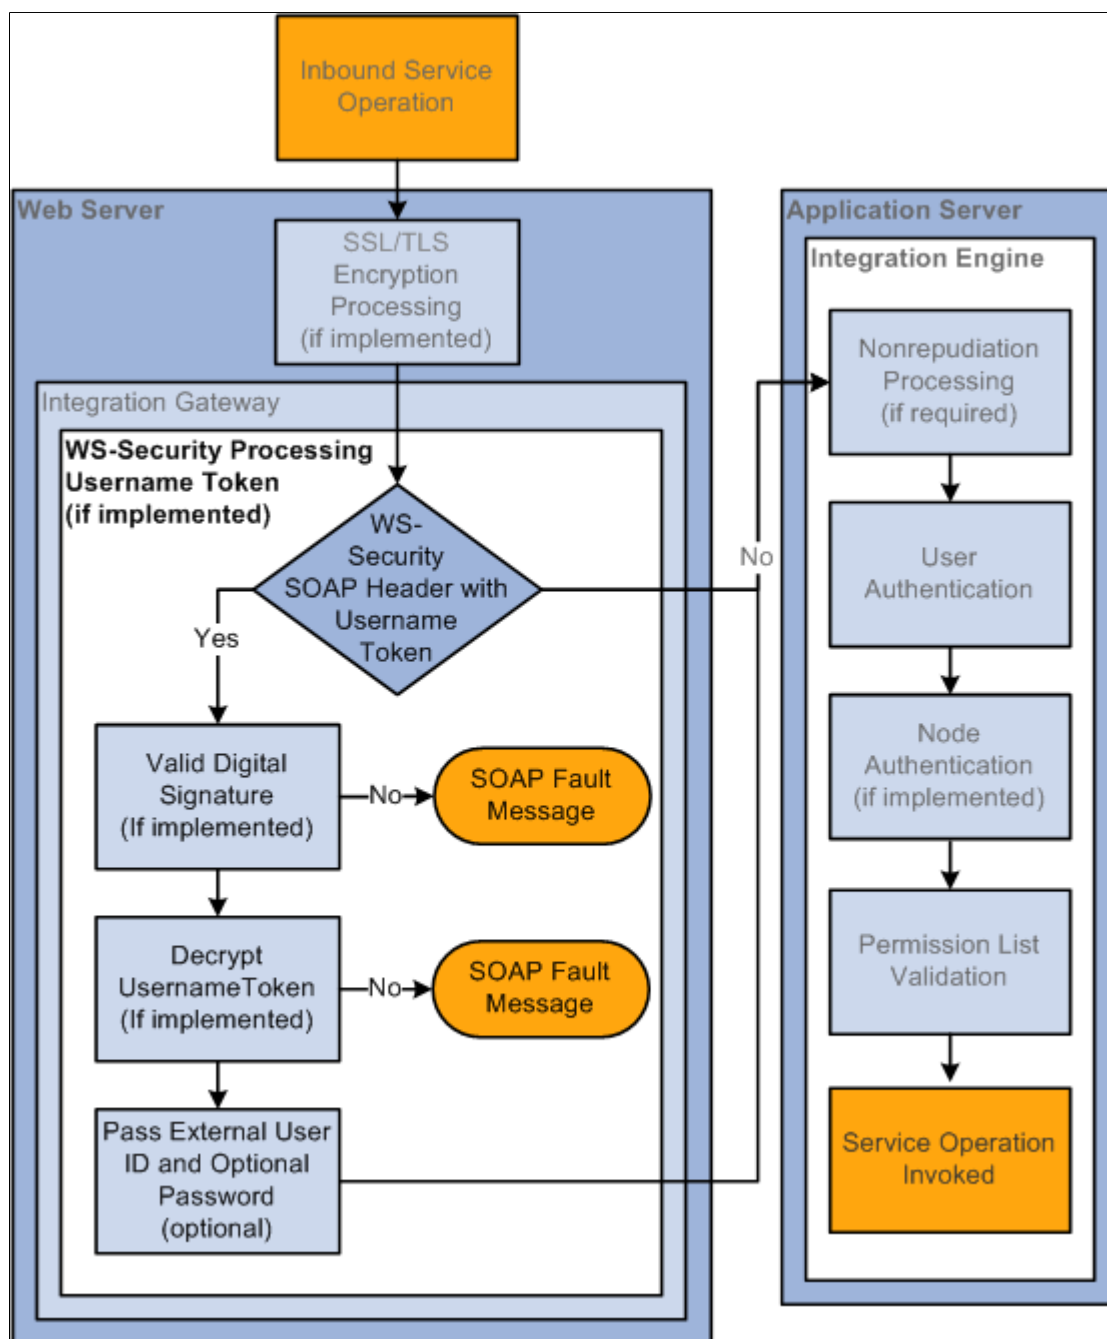 Inbound Service
Operation
Web Server
SSL/TLS
Encryption
Processing
(if implemented)
Integration Gateway
WS-Security Processing
Username Token
(if implemented)
WS-
Security
SOAP Header with
Username
Token
Yes
No
Valid Digital
Signature
(If implemented)
No
SOAP Fault
Message
Decrypt
UsernameToken
(If implemented)
No
SOAP Fault
Message
Pass External User
ID and Optional
Password
(optional)
Application Server
Integration Engine
Nonrepudiation
Processing
(if required)
User
Authentication
Node
Authentication
(if implemented)
Permission List
Validation
Service Operation
Invoked